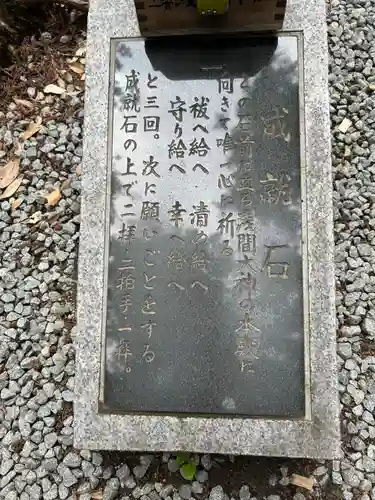 成就石
この石の前に立ち浅間大神の本殿に
向きて唯一心に祈る
祓へ給へ 清め給へ
守り給へ 幸へ給へ
と三回。次に願いごとをする
成就石の上で二拝二拍手一拝。